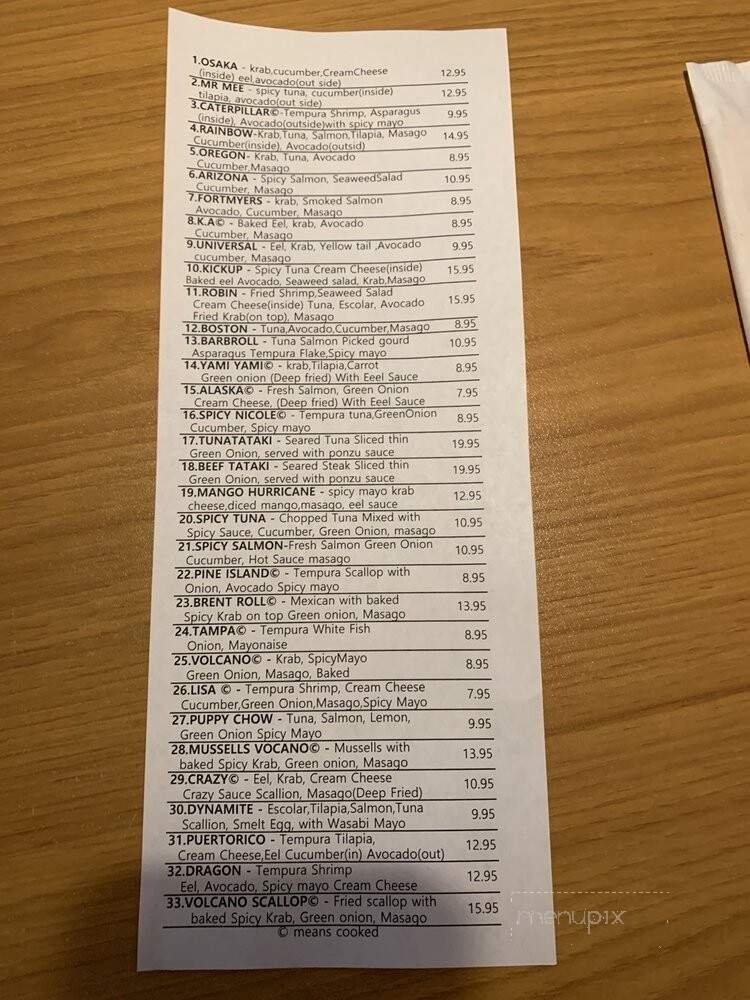 1.OSAKA - krab,cucumber,CreamCheese 12.95
(inside) eel,avocado(out side)
2.MR MEE - spicy tuna, cucumber(inside) 12.95
tilapia, avocado(out side)
3.CATERPILLAR©-Tempura Shrimp, Asparagus 9.95
(inside), Avocado(outside)with spicy mayo
4.RAINBOW-Krab,Tuna, Salmon,Tilapia, Masago 14.95
Cucumber(inside), Avocado(outsid)
5.OREGON- Krab, Tuna, Avocado 8.95
Cucumber,Masago
6.ARIZONA - Spicy Salmon, SeaweedSalad 10.95
Cucumber, Masago
7.FORTMYERS - krab, Smoked Salmon 8.95
Avocado, Cucumber, Masago
8.K.A© - Baked Eel, krab, Avocado 8.95
Cucumber, Masago
9.UNIVERSAL - Eel, Krab, Yellow tail ,Avocado 9.95
cucumber, Masago
10.KICKUP - Spicy Tuna Cream Cheese(inside) 15.95
Baked eel Avocado, Seaweed salad, Krab,Masago
11.ROBIN - Fried Shrimp,Seaweed Salad
Cream Cheese(inside) Tuna, Escolar, Avocado 15.95
Fried Krab(on top), Masago
12.BOSTON - Tuna,Avocado,Cucumber,Masago 8.95
13.BARBROLL - Tuna Salmon Picked gourd 10.95
Asparagus Tempura Flake,Spicy mayo
14.YAMI YAMI© - krab,Tilapia,Carrot 8.95
Green onion (Deep fried) With Eeel Sauce
15.ALASKA© - Fresh Salmon, Green Onion 7.95
Cream Cheese, (Deep fried) With Eeel Sauce
16.SPICY NICOLE© - Tempura tuna,GreenOnion 8.95
Cucumber, Spicy mayo
17.TUNATATAKI - Seared Tuna Sliced thin 19.95
Green Onion, served with ponzu sauce
18.BEEF TATAKI - Seared Steak Sliced thin 19.95
Green Onion, served with ponzu sauce
19.MANGO HURRICANE - spicy mayo krab 12.95
cheese,diced mango,masago, eel sauce
20.SPICY TUNA - Chopped Tuna Mixed with 10.95
Spicy Sauce, Cucumber, Green Onion, masago
21.SPICY SALMON-Fresh Salmon Green Onion 10.95
Cucumber, Hot Sauce masago
22.PINE ISLAND© - Tempura Scallop with 8.95
Onion, Avocado Spicy mayo
23.BRENT ROLL© - Mexican with baked 13.95
Spicy Krab on top Green onion, Masago
24.TAMPA© - Tempura White Fish 8.95
Onion, Mayonaise
25.VOLCANO© - Krab, SpicyMayo 8.95
Green Onion, Masago, Baked
26.LISA © - Tempura Shrimp, Cream Cheese 7.95
Cucumber,Green Onion,Masago,Spicy Mayo
27.PUPPY CHOW - Tuna, Salmon, Lemon, 9.95
Green Onion Spicy Mayo
28.MUSSELLS VOCANO© - Mussells with 13.95
baked Spicy Krab, Green onion, Masago
29.CRAZY© - Eel, Krab, Cream Cheese 10.95
Crazy Sauce Scallion, Masago(Deep Fried)
30.DYNAMITE - Escolar,Tilapia,Salmon,Tuna 9.95
Scallion, Smelt Egg, with Wasabi Mayo
31.PUERTORICO - Tempura Tilapia, 12.95
Cream Cheese,Eel Cucumber(in) Avocado(out)
32.DRAGON - Tempura Shrimp 12.95
Eel, Avocado, Spicy mayo Cream Cheese
33.VOLCANO SCALLOP© - Fried scallop with 15.95
baked Spicy Krab, Green onion, Masago
© means cooked
menupix